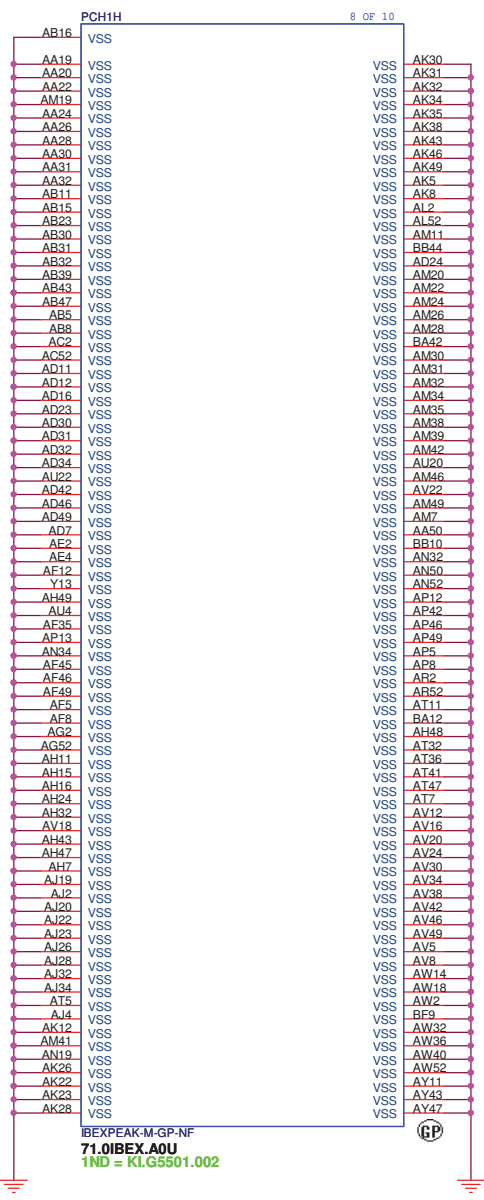 PCH1H 8 OF 10
AB16 VSS
AA19 VSS VSS AK30
AA20 VSS VSS AK31
AA22 VSS VSS AK32
AM19 VSS VSS AK34
AA24 VSS VSS AK35
AA26 VSS VSS AK38
AA28 VSS VSS AK43
AA30 VSS VSS AK46
AA31 VSS VSS AK49
AA32 VSS VSS AK5
AB11 VSS VSS AK8
AB15 VSS VSS AL2
AB23 VSS VSS AL52
AB30 VSS VSS AM11
AB31 VSS VSS BB44
AB32 VSS VSS AD24
AB39 VSS VSS AM20
AB43 VSS VSS AM22
AB47 VSS VSS AM24
AB5 VSS VSS AM26
AB8 VSS VSS AM28
AC2 VSS VSS BA42
AC52 VSS VSS AM30
AD11 VSS VSS AM31
AD12 VSS VSS AM32
AD16 VSS VSS AM34
AD23 VSS VSS AM35
AD30 VSS VSS AM38
AD31 VSS VSS AM39
AD32 VSS VSS AM42
AD34 VSS VSS AU20
AU22 VSS VSS AM46
AD42 VSS VSS AV22
AD46 VSS VSS AM49
AD49 VSS VSS AM7
AD7 VSS VSS AA50
AE2 VSS VSS BB10
AE4 VSS VSS AN32
AF12 VSS VSS AN50
Y13 VSS VSS AN52
AH49 VSS VSS AP12
AU4 VSS VSS AP42
AF35 VSS VSS AP46
AP13 VSS VSS AP49
AN34 VSS VSS AP5
AF45 VSS VSS AP8
AF46 VSS VSS AR2
AF49 VSS VSS AR52
AF5 VSS VSS AT11
AF8 VSS VSS BA12
AG2 VSS VSS AH48
AG52 VSS VSS AT32
AH11 VSS VSS AT36
AH15 VSS VSS AT41
AH16 VSS VSS AT47
AH24 VSS VSS AT7
AH32 VSS VSS AV12
AV18 VSS VSS AV16
AH43 VSS VSS AV20
AH47 VSS VSS AV24
AH7 VSS VSS AV30
AJ19 VSS VSS AV34
AJ2 VSS VSS AV38
AJ20 VSS VSS AV42
AJ22 VSS VSS AV46
AJ23 VSS VSS AV49
AJ26 VSS VSS AV5
AJ28 VSS VSS AV8
AJ32 VSS VSS AW14
AJ34 VSS VSS AW18
AT5 VSS VSS AW2
AJ4 VSS VSS BF9
AK12 VSS VSS AW32
AM41 VSS VSS AW36
AN19 VSS VSS AW40
AK26 VSS VSS AW52
AK22 VSS VSS AY11
AK23 VSS VSS AY43
AK28 VSS VSS AY47
IBEXPEAK-M-GP-NF GP
71.0IBEX.A0U
1ND = KI.G5501.002